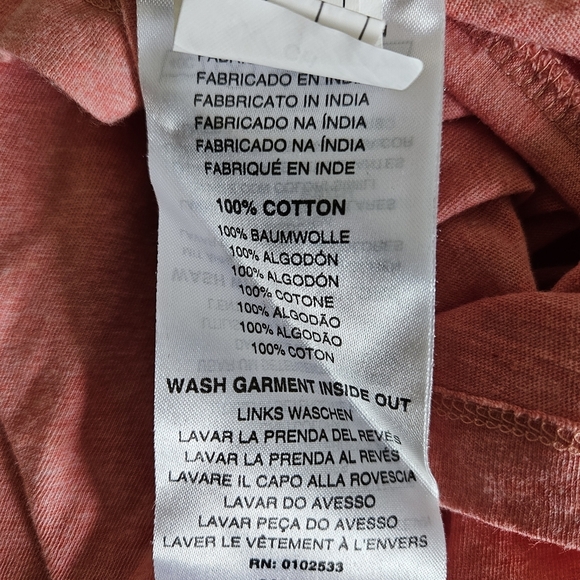 FABRICADO EN
FABBRICATO IN INDIA
FABRICADO NA ÍNDIA
FABRICADO NA ÍNDIA
FABRIQUÉ EN INDE
100% COTTON
100% BAUMWOLLE
100% ALGODÓN
100% ALGODÓN
100% COTONE
100% ALGODÃO
100% ALGODÃO
100% COTON
WASH GARMENT INSIDE OUT
LINKS WASCHEN
LAVAR LA PRENDA DEL REVÉS
LAVAR LA PRENDA AL REVÉS
LAVARE IL CAPO ALLA ROVESCIA
LAVAR DO AVESSO
LAVAR PEÇA DO AVESSO
LAVER LE VÊTEMENT À L'ENVERS
RN: 0102533